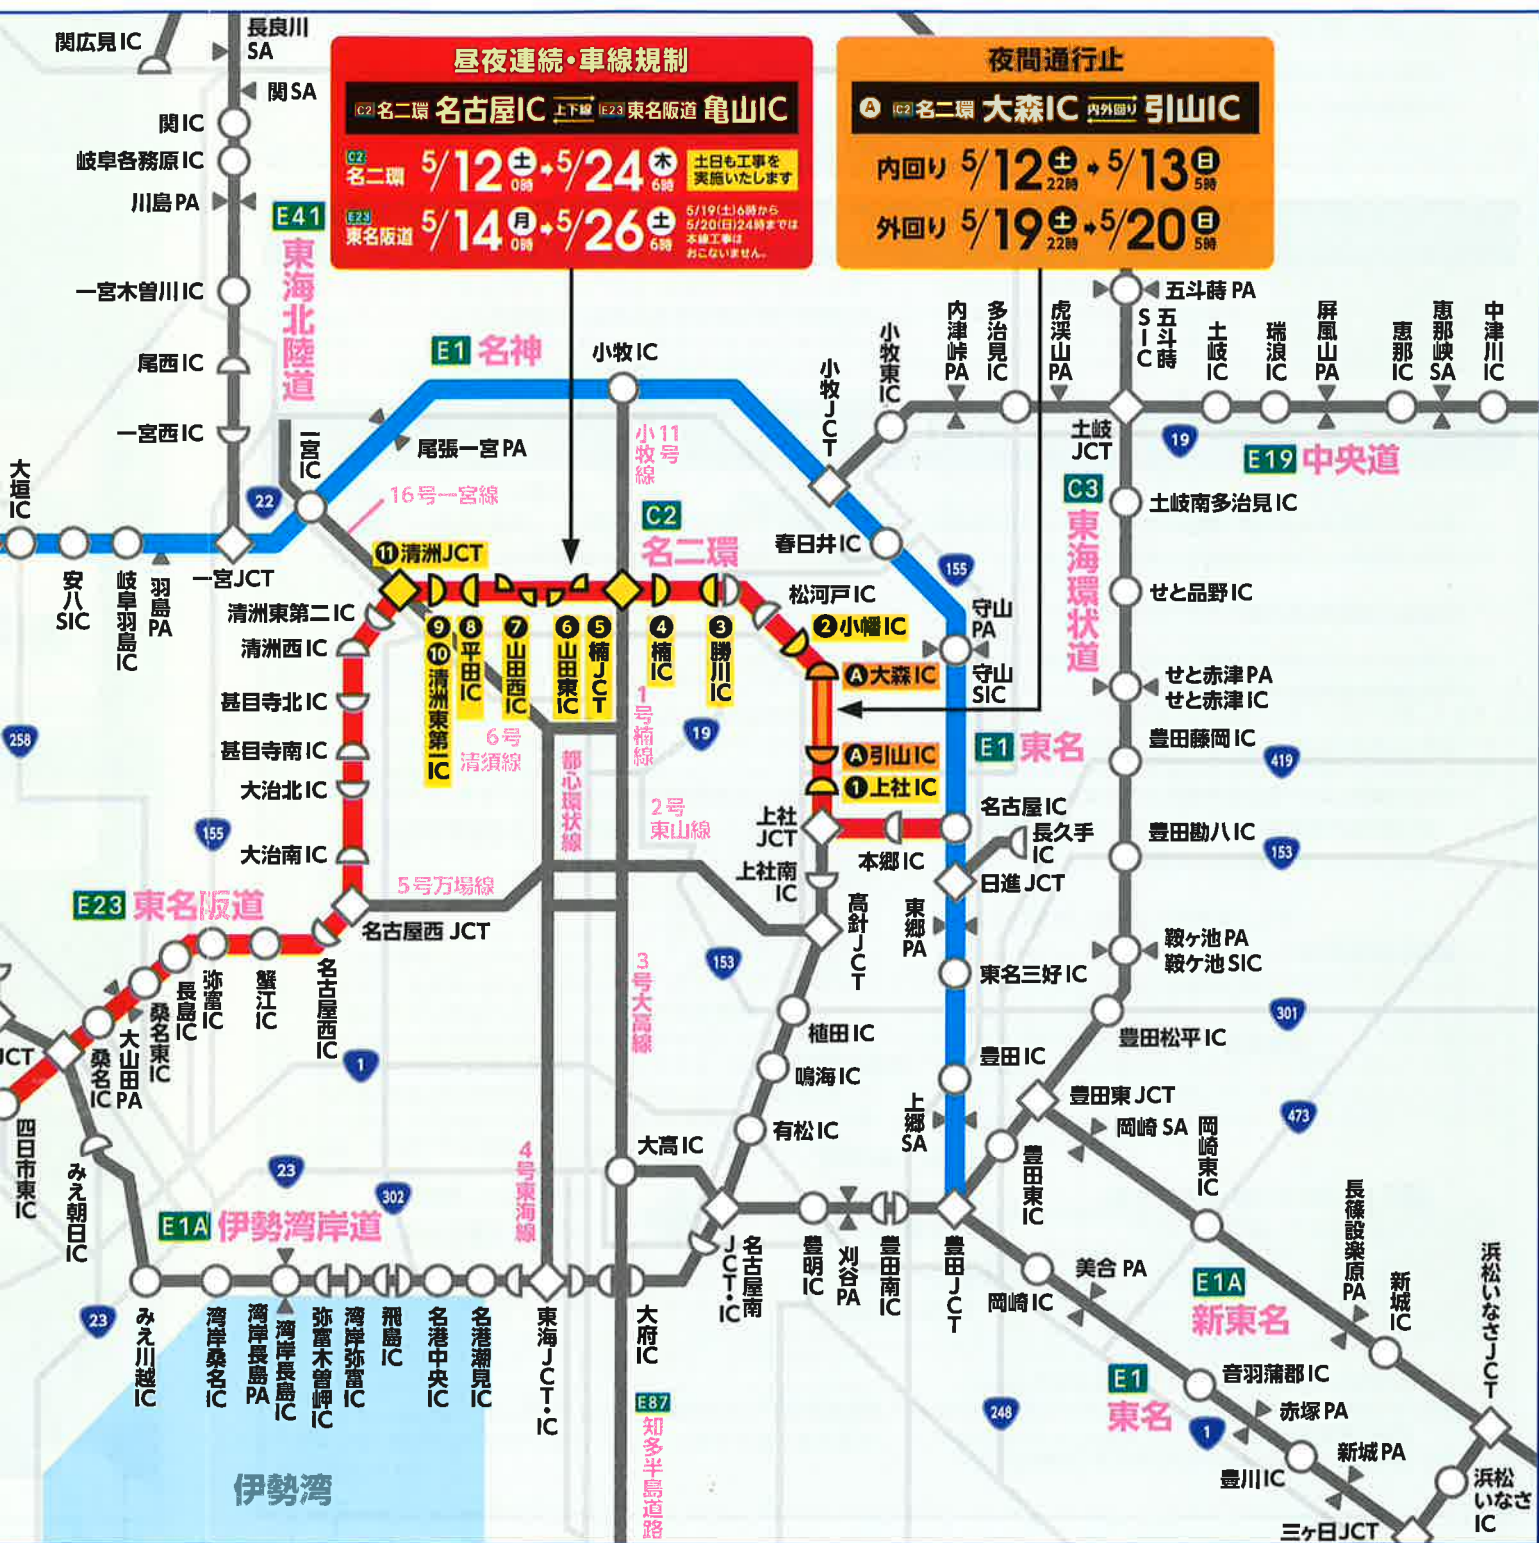 関広見IC
長良川
SA
関SA
関IC
岐阜各務原IC
川島PA
E41
東海北陸道
一宮木曽川IC
尾西IC
一宮西IC
昼夜連続・車線規制
C2 名二環 名古屋IC 上下線 E23 東名阪道 亀山IC
C2
名二環
5/12 土 0時 → 5/24 木 6時
土日も工事を
実施いたします
E23
東名阪道
5/14 月 0時 → 5/26 土 6時
5/19(土)6時から
5/20(日)24時までは
本線工事は
おこないません。
夜間通行止
A C2 名二環 大森IC 内外回り 引山IC
内回り 5/12 土 22時 → 5/13 日 5時
外回り 5/19 土 22時 → 5/20 日 5時
E1 名神
小牧IC
小牧JCT
小牧東IC
内津峠PA
多治見IC
虎渓山PA
五斗蒔PA
五斗蒔
SIC
土岐IC
瑞浪IC
屏風山PA
恵那IC
恵那峡SA
中津川IC
土岐
JCT
19
E19 中央道
大垣IC
一宮IC
22
尾張一宮PA
16号一宮線
11号
小牧線
C2
名二環
C3
東海環状道
土岐南多治見IC
せと品野IC
せと赤津PA
せと赤津IC
豊田藤岡IC
419
豊田勘八IC
153
鞍ヶ池PA
鞍ヶ池SIC
301
豊田松平IC
安八
SIC
岐阜羽島IC
羽島PA
一宮JCT
⓫清洲JCT
清洲東第二IC
清洲西IC
甚目寺北IC
甚目寺南IC
大治北IC
大治南IC
258
155
❾
❿清洲東第一IC
❽平田IC
❼山田西IC
❻山田東IC
❺楠JCT
❹楠IC
❸勝川IC
春日井IC
155
松河戸IC
❷小幡IC
守山
PA
守山
SIC
A大森IC
A引山IC
❶上社IC
1号楠線
19
6号
清須線
都心環状線
2号
東山線
E1 東名
上社
JCT
本郷IC
名古屋IC
長久手
IC
日進JCT
上社南
IC
高針JCT
東郷PA
東名三好IC
153
E23 東名阪道
5号万場線
名古屋西JCT
名古屋西IC
蟹江IC
弥富IC
長島IC
桑名東IC
大山田PA
桑名IC
JCT
四日市東IC
みえ朝日IC
1
3号大高線
植田IC
鳴海IC
有松IC
大高IC
豊田IC
上郷SA
豊田東JCT
岡崎SA
岡崎東IC
473
豊田東IC
4号東海線
23
302
E1A 伊勢湾岸道
23
みえ川越IC
湾岸桑名IC
湾岸長島PA
湾岸長島IC
弥富木曽岬IC
湾岸弥富IC
飛島IC
名港中央IC
名港潮見IC
東海JCT・IC
大府IC
名古屋南
JCT・IC
豊明IC
刈谷PA
豊田南IC
豊田JCT
岡崎IC
美合PA
E1A
新東名
長篠設楽原PA
新城IC
浜松いなさJCT
E1
東名
音羽蒲郡IC
赤塚PA
1
248
新城PA
豊川IC
浜松
いなさ
IC
三ヶ日JCT
E87
知多半島道路
伊勢湾